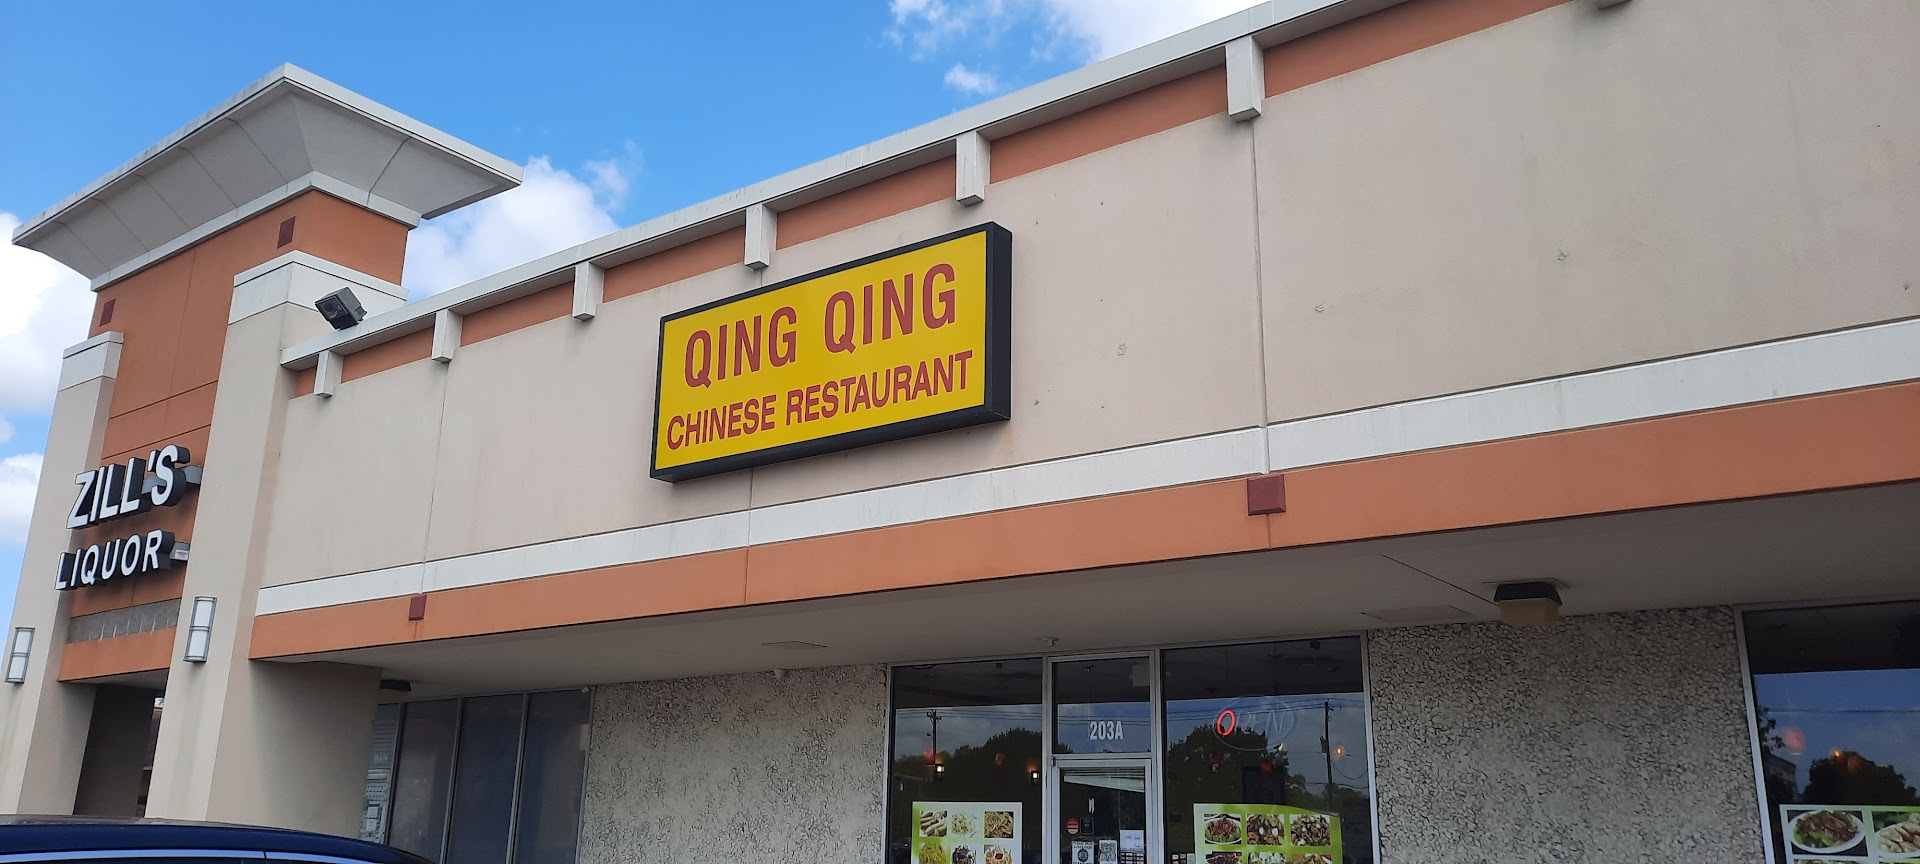 ZILL'S
LIQUOR
QING QING
CHINESE RESTAURANT
203A
OPEN